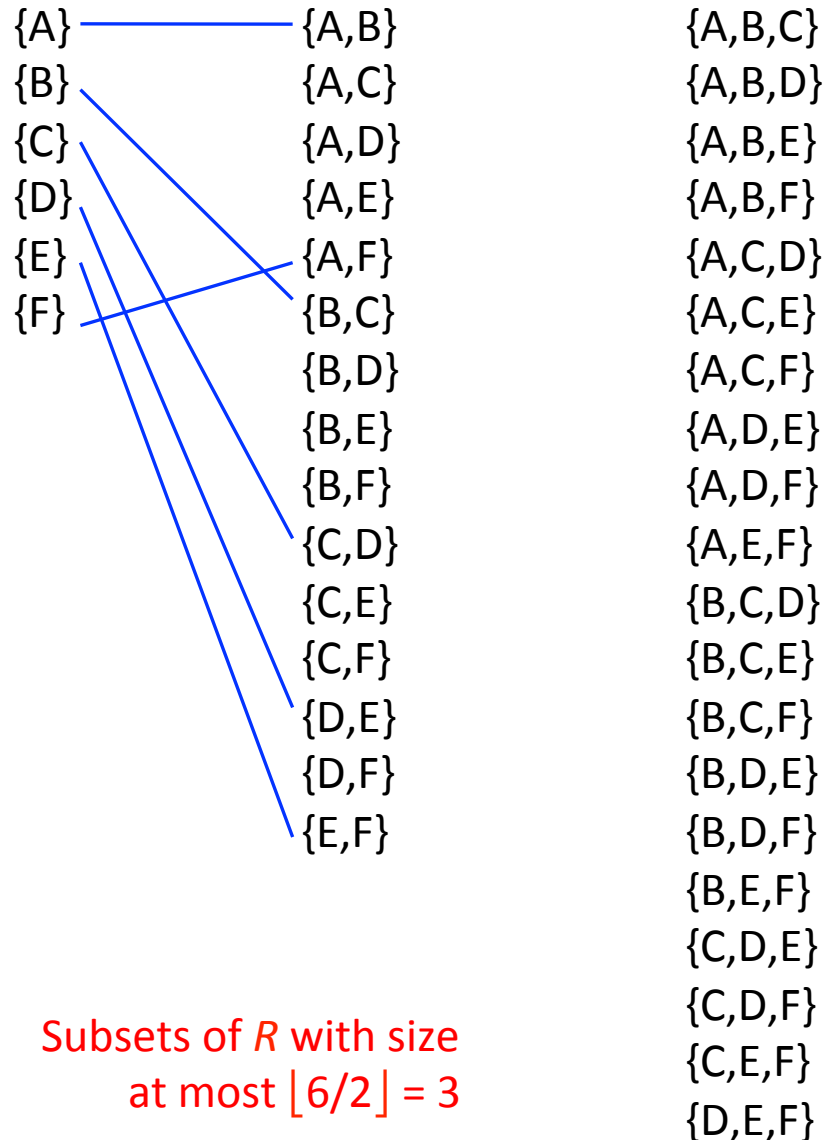 {A} {A,B} {A,B,C}
{B} {A,C} {A,B,D}
{C} {A,D} {A,B,E}
{D} {A,E} {A,B,F}
{E} {A,F} {A,C,D}
{F} {B,C} {A,C,E}
{B,D} {A,C,F}
{B,E} {A,D,E}
{B,F} {A,D,F}
{C,D} {A,E,F}
{C,E} {B,C,D}
{C,F} {B,C,E}
{D,E} {B,C,F}
{D,F} {B,D,E}
{E,F} {B,D,F}
{B,E,F}
{C,D,E}
{C,D,F}
{C,E,F}
{D,E,F}
Subsets of R with size
at most ⌊6/2⌋ = 3